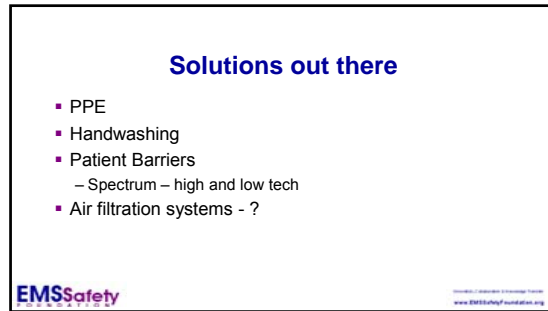 Solutions out there
▪ PPE
▪ Handwashing
▪ Patient Barriers
– Spectrum – high and low tech
▪ Air filtration systems - ?
EMSSafety
FOUNDATION
www.EMSSafetyFoundation.org